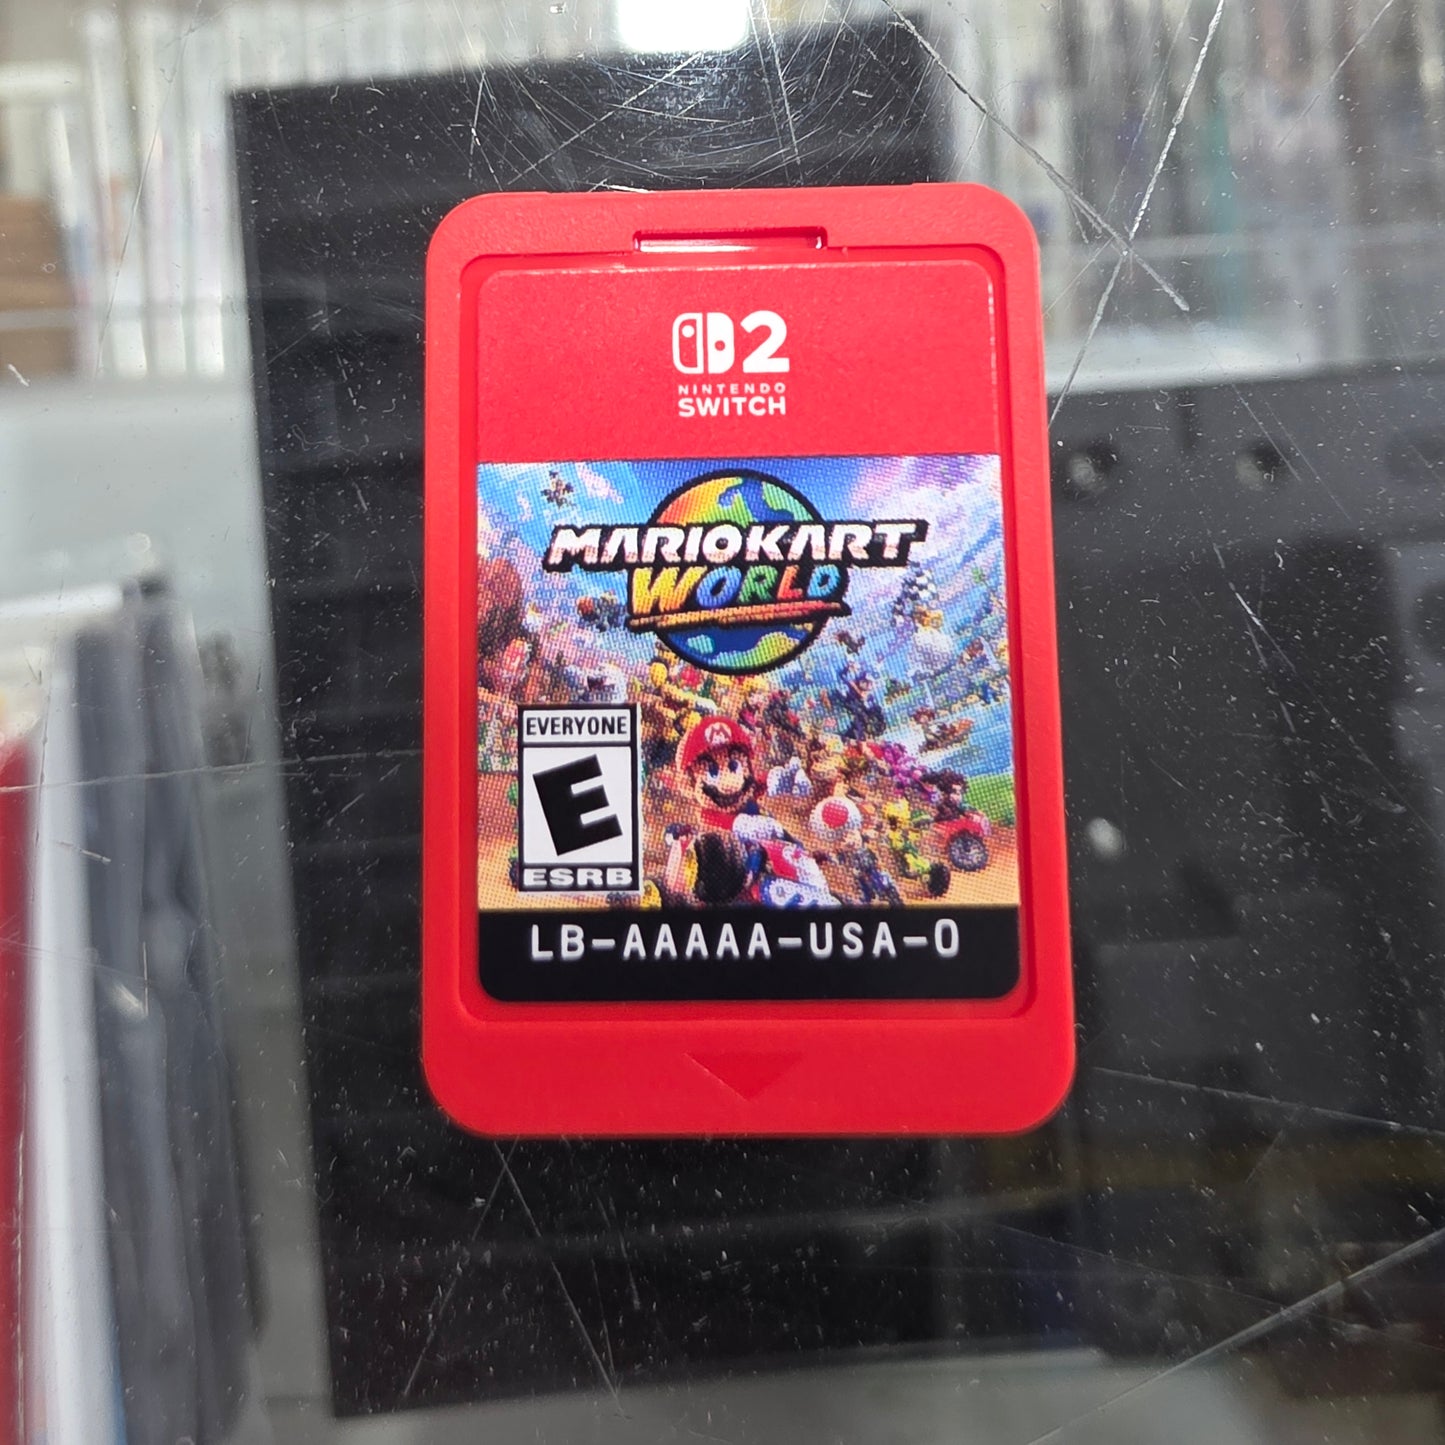 2
NINTENDO
SWITCH
MARIOKART
WORLD
EVERYONE
E
ESRB
LB-AAAAA-USA-0